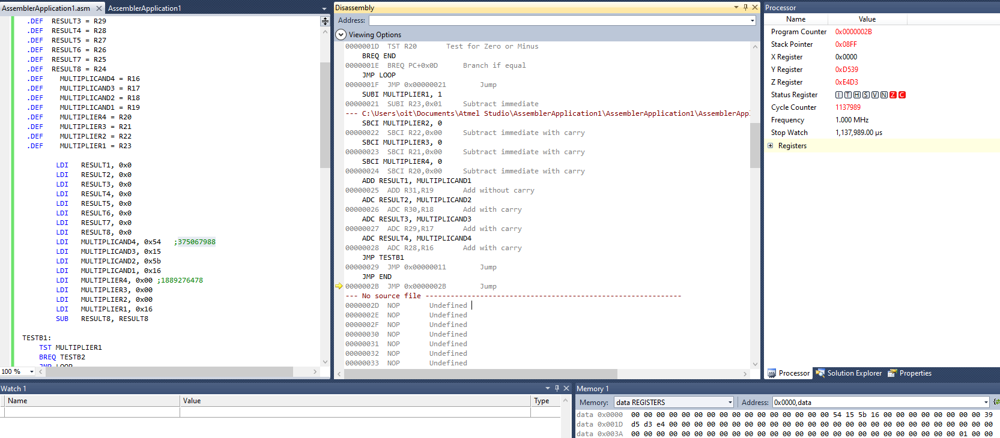 AssemblerApplication1.asm AssemblerApplication1
.DEF RESULT3 = R29
.DEF RESULT4 = R28
.DEF RESULT5 = R27
.DEF RESULT6 = R26
.DEF RESULT7 = R25
.DEF RESULT8 = R24
.DEF MULTIPLICAND4 = R16
.DEF MULTIPLICAND3 = R17
.DEF MULTIPLICAND2 = R18
.DEF MULTIPLICAND1 = R19
.DEF MULTIPLIER4 = R20
.DEF MULTIPLIER3 = R21
.DEF MULTIPLIER2 = R22
.DEF MULTIPLIER1 = R23
LDI RESULT1, 0x0
LDI RESULT2, 0x0
LDI RESULT3, 0x0
LDI RESULT4, 0x0
LDI RESULT5, 0x0
LDI RESULT6, 0x0
LDI RESULT7, 0x0
LDI RESULT8, 0x0
LDI MULTIPLICAND4, 0x54 ;375067988
LDI MULTIPLICAND3, 0x15
LDI MULTIPLICAND2, 0x5b
LDI MULTIPLICAND1, 0x16
LDI MULTIPLIER4, 0x00 ;1889276478
LDI MULTIPLIER3, 0x00
LDI MULTIPLIER2, 0x00
LDI MULTIPLIER1, 0x16
SUB RESULT8, RESULT8
TESTB1:
TST MULTIPLIER1
BREQ TESTB2
JMP LOOP
100 %
Disassembly
Address:
Viewing Options
0000001D TST R20 Test for Zero or Minus
BREQ END
0000001E BREQ PC+0x0D Branch if equal
JMP LOOP
0000001F JMP 0x00000021 Jump
SUBI MULTIPLIER1, 1
00000021 SUBI R23,0x01 Subtract immediate
--- C:\Users\oit\Documents\Atmel Studio\AssemblerApplication1\AssemblerApplication1\AssemblerAppl
SBCI MULTIPLIER2, 0
00000022 SBCI R22,0x00 Subtract immediate with carry
SBCI MULTIPLIER3, 0
00000023 SBCI R21,0x00 Subtract immediate with carry
SBCI MULTIPLIER4, 0
00000024 SBCI R20,0x00 Subtract immediate with carry
ADD RESULT1, MULTIPLICAND1
00000025 ADD R31,R19 Add without carry
ADC RESULT2, MULTIPLICAND2
00000026 ADC R30,R18 Add with carry
ADC RESULT3, MULTIPLICAND3
00000027 ADC R29,R17 Add with carry
ADC RESULT4, MULTIPLICAND4
00000028 ADC R28,R16 Add with carry
JMP TESTB1
00000029 JMP 0x00000011 Jump
JMP END
0000002B JMP 0x0000002B Jump
--- No source file -------------------------------------------------------------
0000002D NOP Undefined
0000002E NOP Undefined
0000002F NOP Undefined
00000030 NOP Undefined
00000031 NOP Undefined
00000032 NOP Undefined
00000033 NOP Undefined
Processor
Name Value
Program Counter 0x0000002B
Stack Pointer 0x08FF
X Register 0x0000
Y Register 0xD539
Z Register 0xE4D3
Status Register I T H S V N Z C
Cycle Counter 1137989
Frequency 1.000 MHz
Stop Watch 1,137,989.00 µs
Registers
Processor Solution Explorer Properties
Watch 1
Name Value Type
Memory 1
Memory: data REGISTERS Address: 0x0000,data
data 0x0000 00 00 00 00 00 00 00 00 00 00 00 00 00 00 00 00 54 15 5b 16 00 00 00 00 00 00 00 00 39
data 0x001D d5 d3 e4 00 00 00 00 00 00 00 00 00 00 00 00 00 00 00 00 00 00 00 00 00 00 00 00 00 00
data 0x003A 00 00 00 00 00 00 00 00 00 00 00 00 00 00 00 00 00 00 00 00 00 00 00 00 00 00 01 00 00